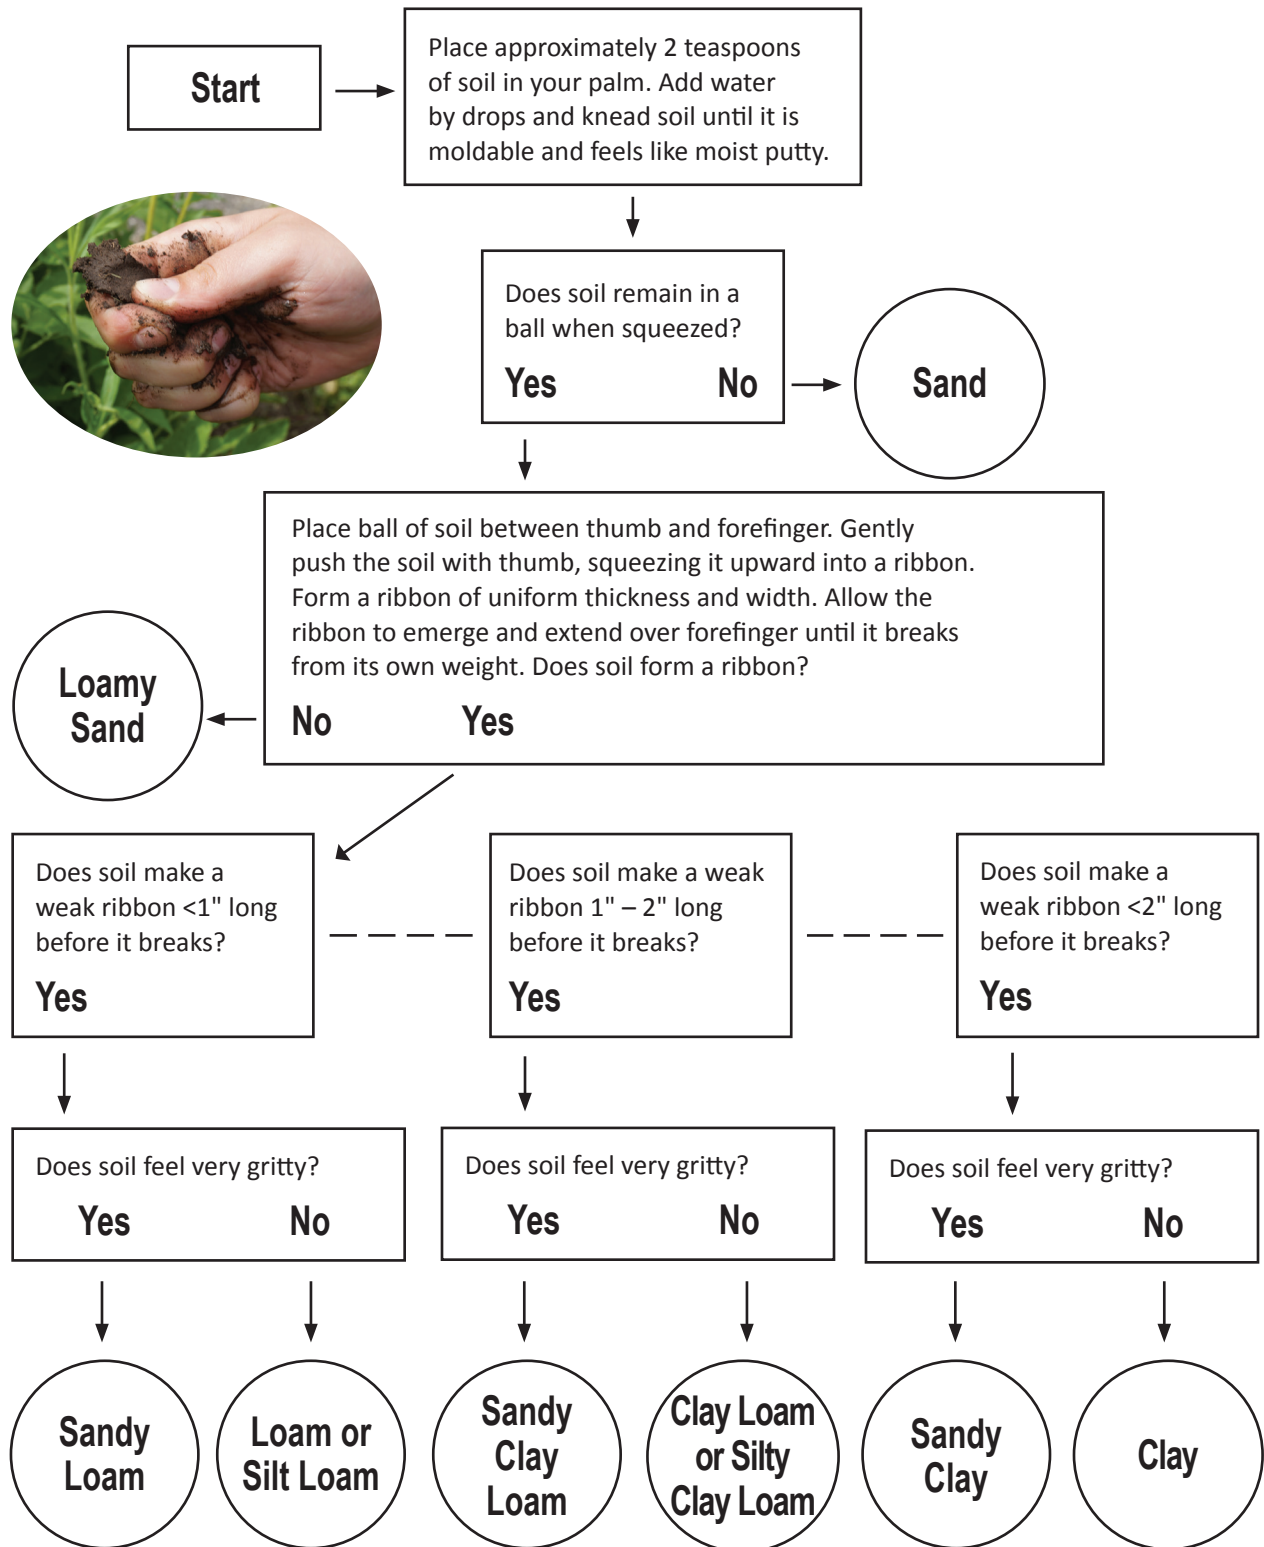 Start
Place approximately 2 teaspoons
of soil in your palm. Add water
by drops and knead soil until it is
moldable and feels like moist putty.
Does soil remain in a
ball when squeezed?
Yes No
Sand
Place ball of soil between thumb and forefinger. Gently
push the soil with thumb, squeezing it upward into a ribbon.
Form a ribbon of uniform thickness and width. Allow the
ribbon to emerge and extend over forefinger until it breaks
from its own weight. Does soil form a ribbon?
No Yes
Loamy
Sand
Does soil make a
weak ribbon <1" long
before it breaks?
Yes
Does soil make a weak
ribbon 1" – 2" long
before it breaks?
Yes
Does soil make a
weak ribbon <2" long
before it breaks?
Yes
Does soil feel very gritty?
Yes No
Does soil feel very gritty?
Yes No
Does soil feel very gritty?
Yes No
Sandy
Loam
Loam or
Silt Loam
Sandy
Clay
Loam
Clay Loam
or Silty
Clay Loam
Sandy
Clay
Clay